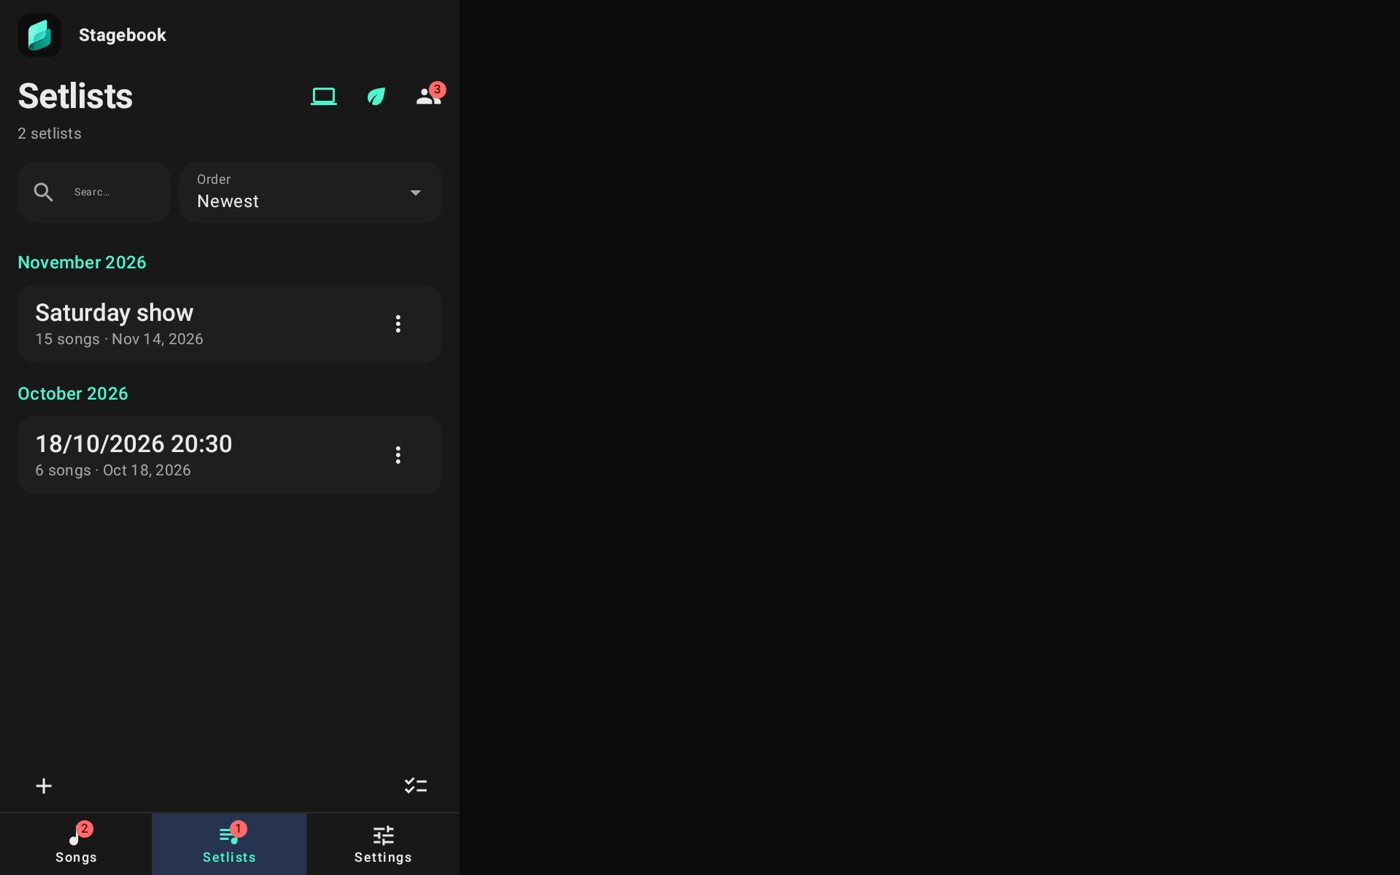 Stagebook
Setlists
3
2 setlists
Searc…
Order
Newest
November 2026
Saturday show
15 songs · Nov 14, 2026
October 2026
18/10/2026 20:30
6 songs · Oct 18, 2026
2
Songs
1
Setlists
Settings